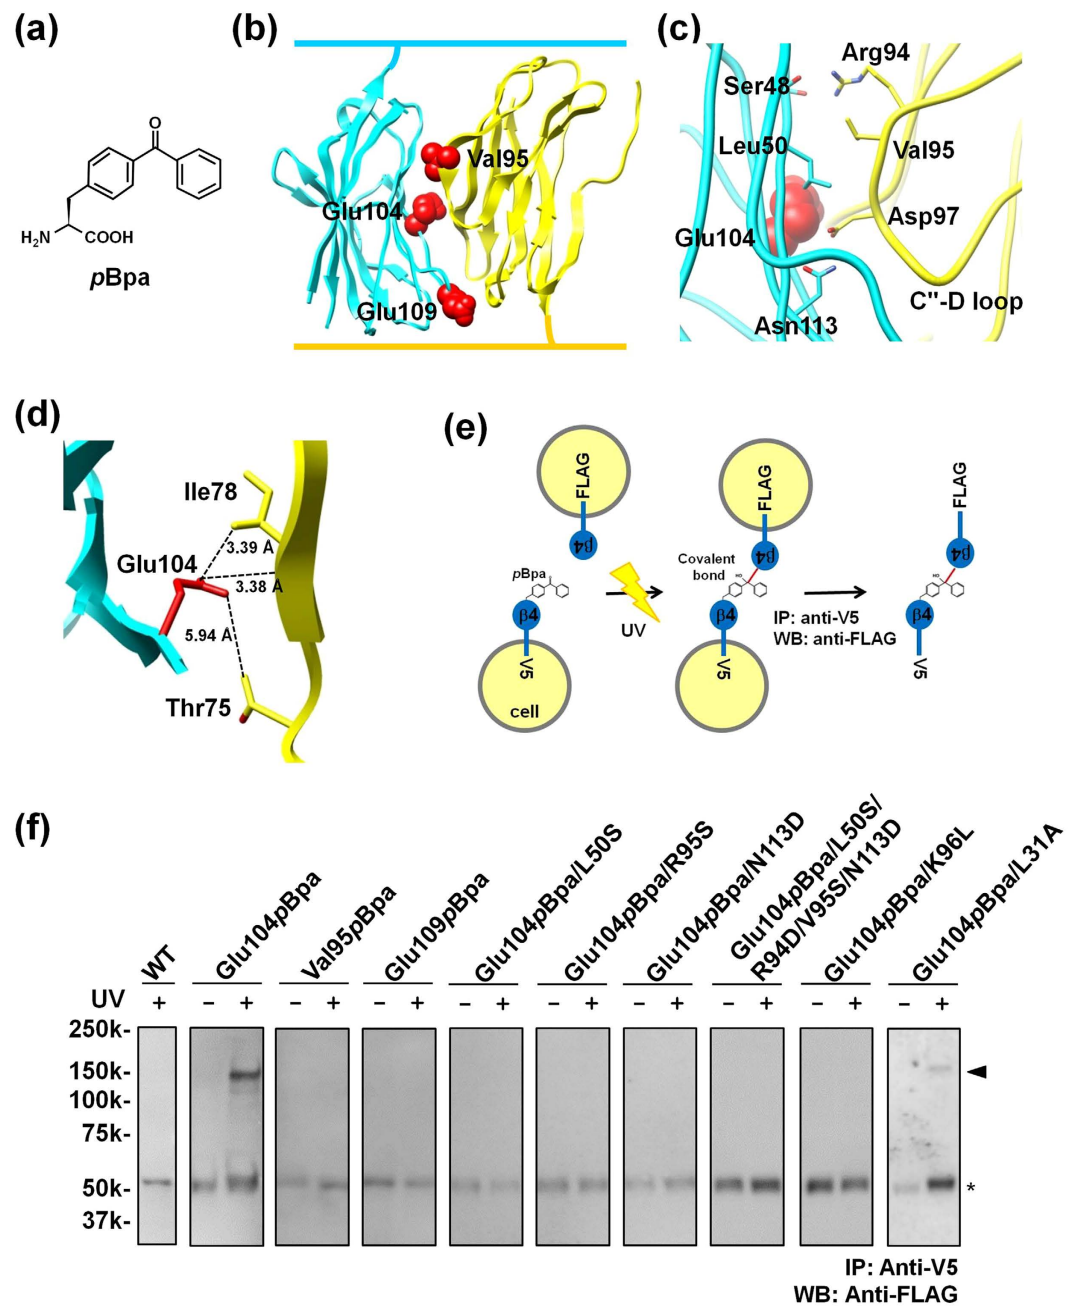 (a)
O
H₂N
COOH
pBpa
(b)
Val95
Glu104
Glu109
(c)
Arg94
Ser48
Leu50
Val95
Asp97
Glu104
C"-D loop
Asn113
(d)
Ile78
3.39 A
Glu104
3.38 A
5.94 A
Thr75
(e)
FLAG
β4
pBpa
β4
V5
cell
UV
FLAG
β4
Covalent
bond
HO
β4
V5
IP: anti-V5
WB: anti-FLAG
FLAG
β4
HO
β4
V5
(f)
WT
Glu104pBpa
Val95pBpa
Glu109pBpa
Glu104pBpa/L50S
Glu104pBpa/R95S
Glu104pBpa/N113D
Glu104pBpa/L50S/
R94D/V95S/N113D
Glu104pBpa/K96L
Glu104pBpa/L31A
UV + − + − + − + − + − + − + − + − + − +
250k-
150k-
100k-
75k-
50k- *
37k-
IP: Anti-V5
WB: Anti-FLAG